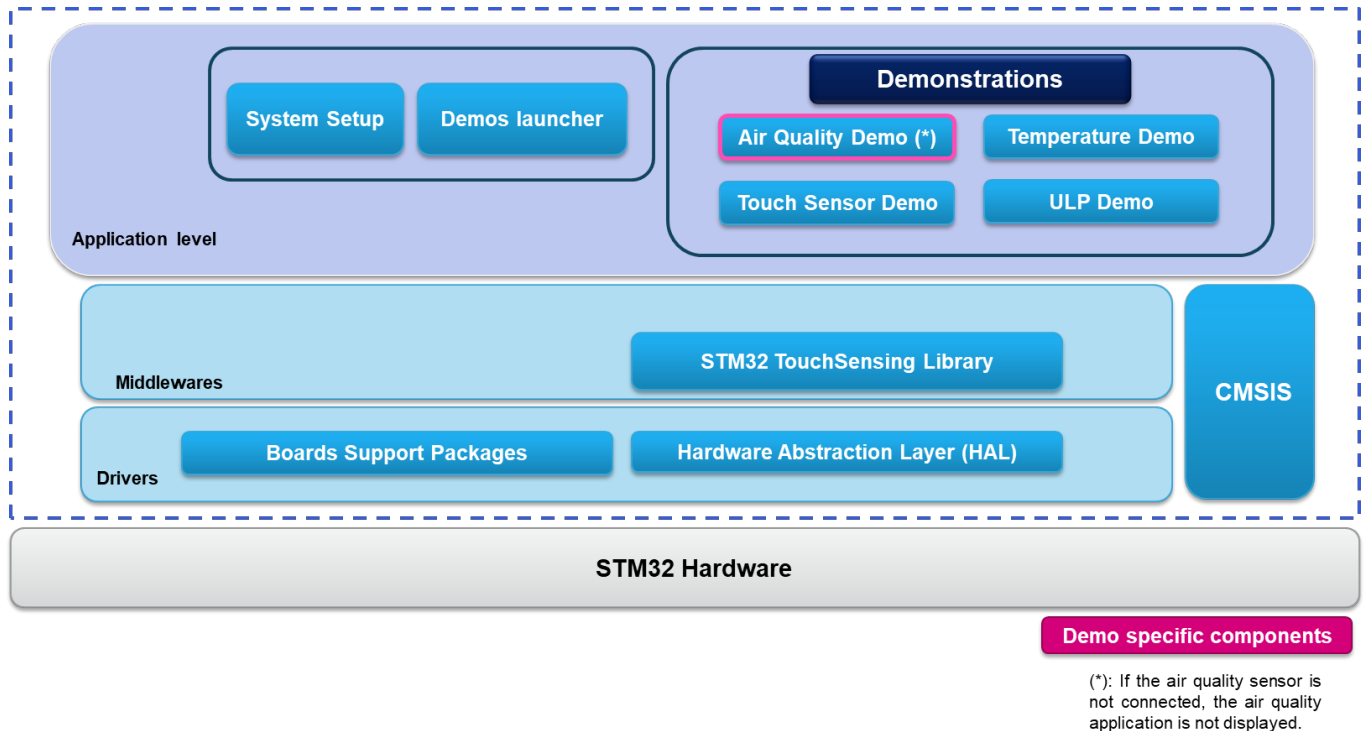 Demonstrations
System Setup
Demos launcher
Air Quality Demo (*)
Temperature Demo
Touch Sensor Demo
ULP Demo
Application level
STM32 TouchSensing Library
Middlewares
CMSIS
Boards Support Packages
Hardware Abstraction Layer (HAL)
Drivers
STM32 Hardware
Demo specific components
(*): If the air quality sensor is
not connected, the air quality
application is not displayed.